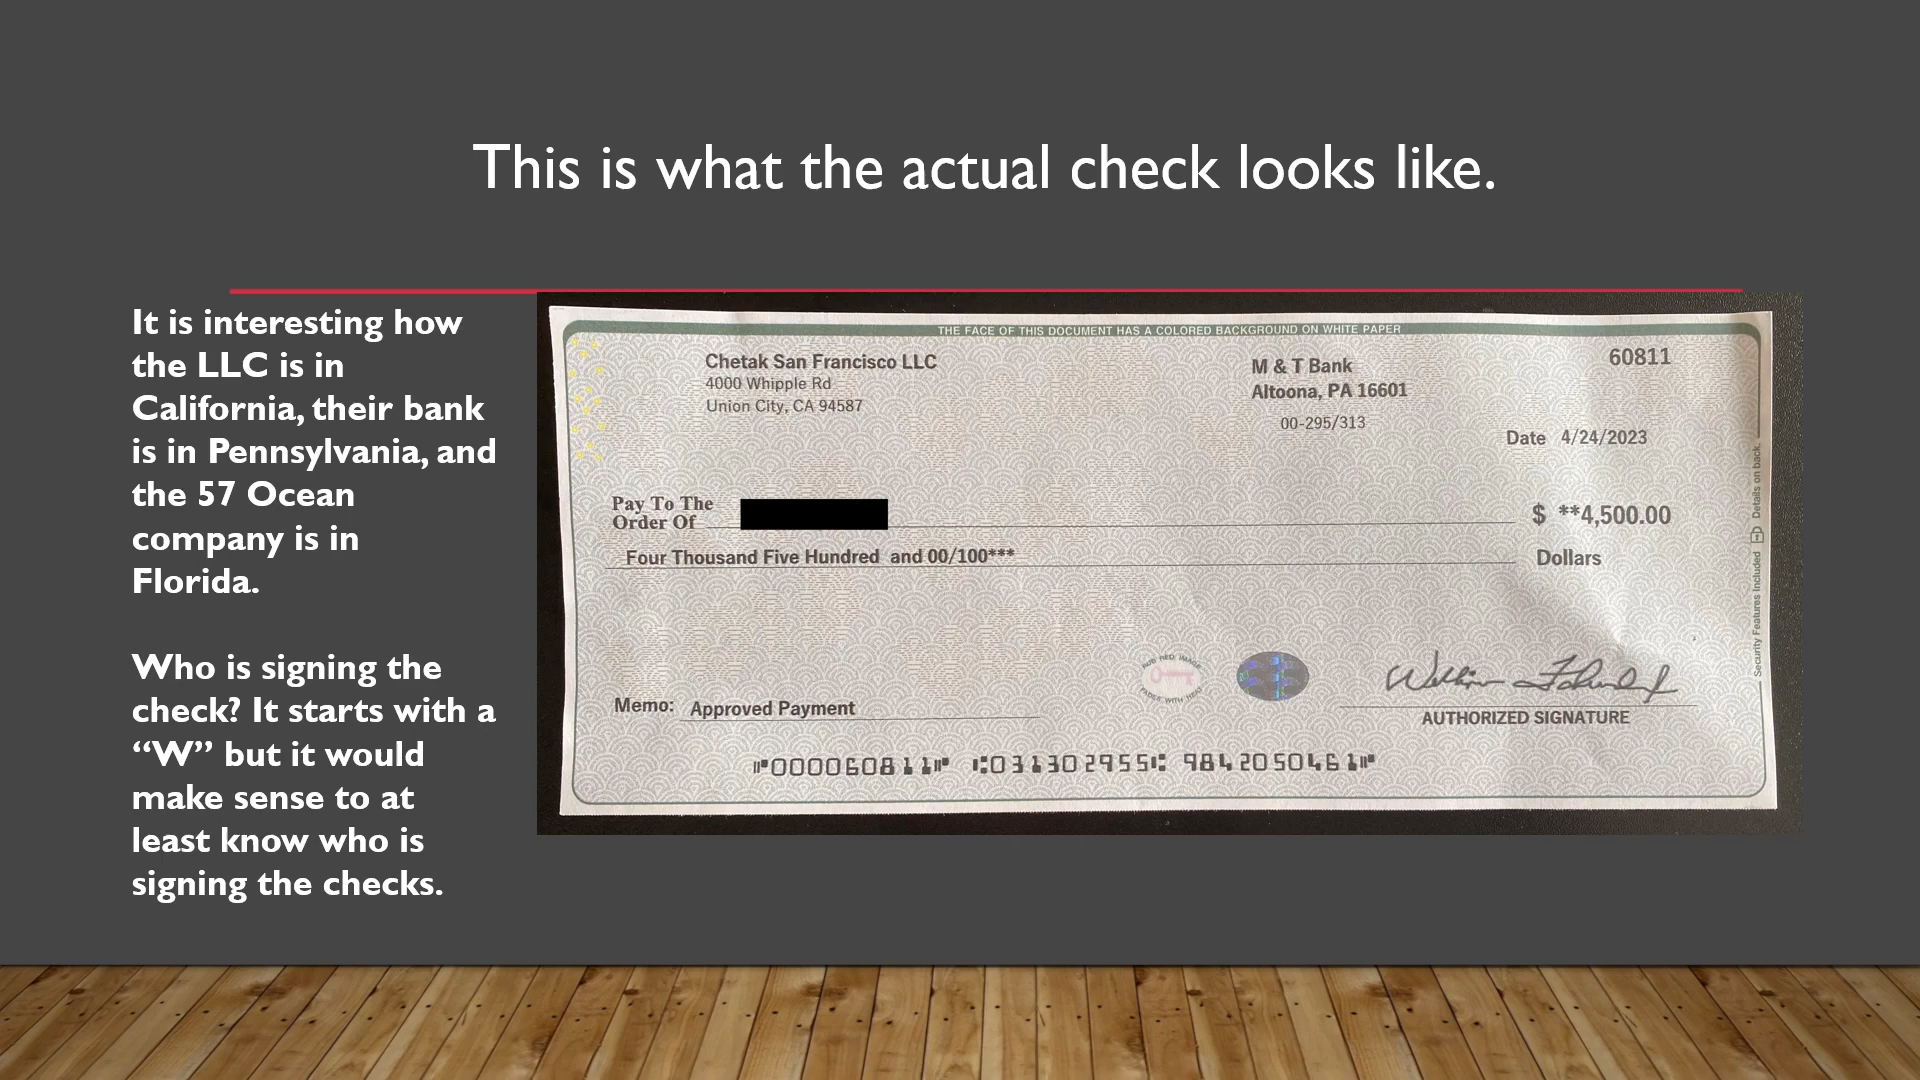 This is what the actual check looks like.
It is interesting how
the LLC is in
California, their bank
is in Pennsylvania, and
the 57 Ocean
company is in
Florida.
Who is signing the
check? It starts with a
“W” but it would
make sense to at
least know who is
signing the checks.
THE FACE OF THIS DOCUMENT HAS A COLORED BACKGROUND ON WHITE PAPER
Chetak San Francisco LLC
4000 Whipple Rd
Union City, CA 94587
M & T Bank
Altoona, PA 16601
00-295/313
60811
Date 4/24/2023
Pay To The
Order Of
$ **4,500.00
Four Thousand Five Hundred and 00/100***
Dollars
Memo: Approved Payment
RUB RED IMAGE
William
AUTHORIZED SIGNATURE
⑈000060811⑈ ⑆031302955⑆ 9842050461⑈
Security Features Included Details on back.